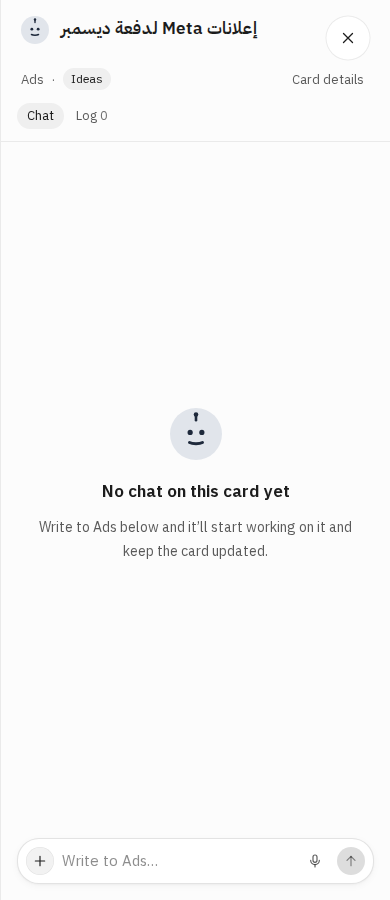 إعلانات Meta لدفعة ديسمبر
Ads · Ideas
Card details
Chat
Log 0
No chat on this card yet
Write to Ads below and it’ll start working on it and
keep the card updated.
Write to Ads…